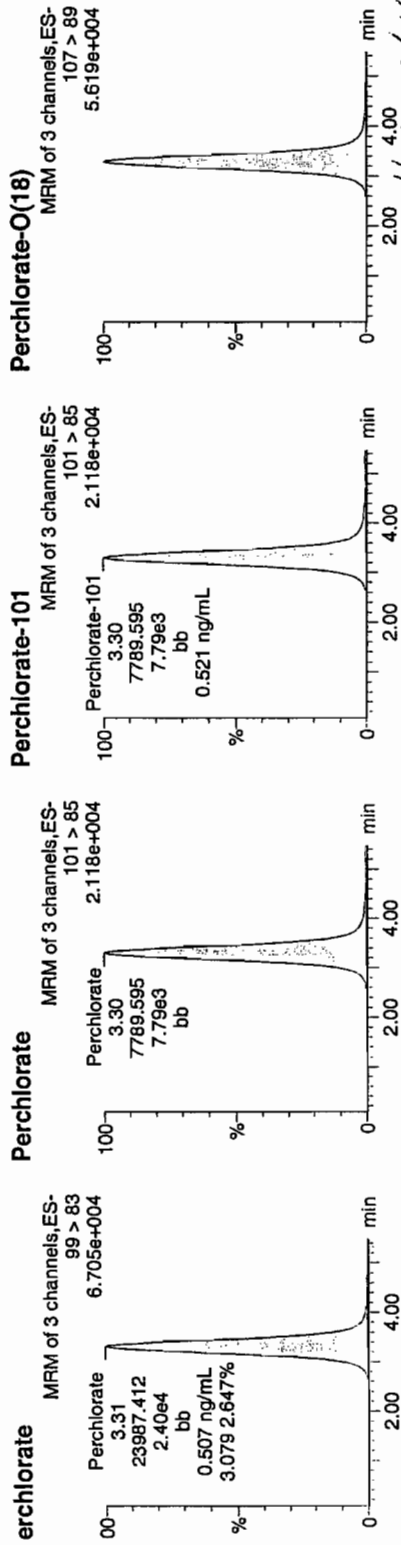 erchlorate
MRM of 3 channels,ES-
99 > 83
6.705e+004
Perchlorate
3.31
23987.412
2.40e4
bb
0.507 ng/mL
3.079 2.647%
00
%
0
2.00
4.00
min
Perchlorate
MRM of 3 channels,ES-
101 > 85
2.118e+004
Perchlorate
3.30
7789.595
7.79e3
bb
100
%
0
2.00
4.00
min
Perchlorate-101
MRM of 3 channels,ES-
101 > 85
2.118e+004
Perchlorate-101
3.30
7789.595
7.79e3
bb
0.521 ng/mL
100
%
0
2.00
4.00
min
Perchlorate-O(18)
MRM of 3 channels,ES-
107 > 89
5.619e+004
100
%
0
2.00
4.00
min